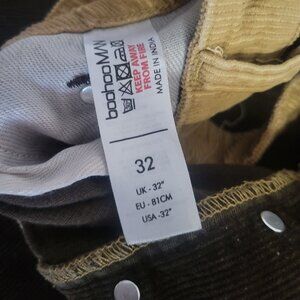 boohooMAN
KEEP AWAY
FROM FIRE
MADE IN INDIA
32
UK - 32"
EU - 81CM
USA -32"